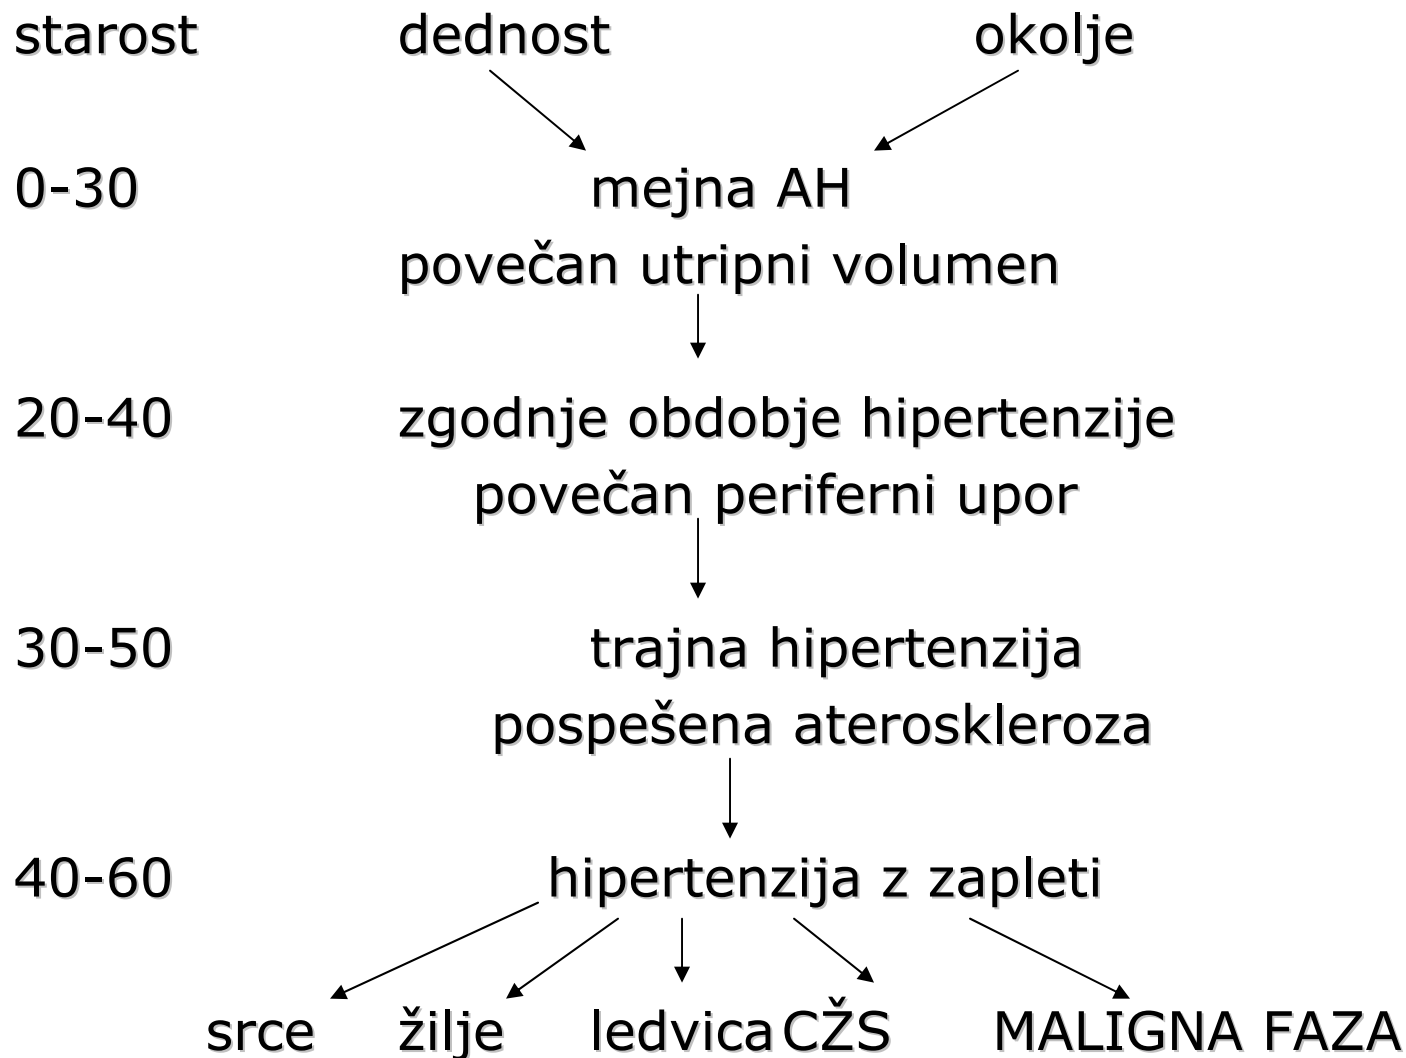 starost dednost okolje
0-30 mejna AH
povečan utripni volumen
20-40 zgodnje obdobje hipertenzije
povečan periferni upor
30-50 trajna hipertenzija
pospešena ateroskleroza
40-60 hipertenzija z zapleti
srce žilje ledvica CŽS MALIGNA FAZA